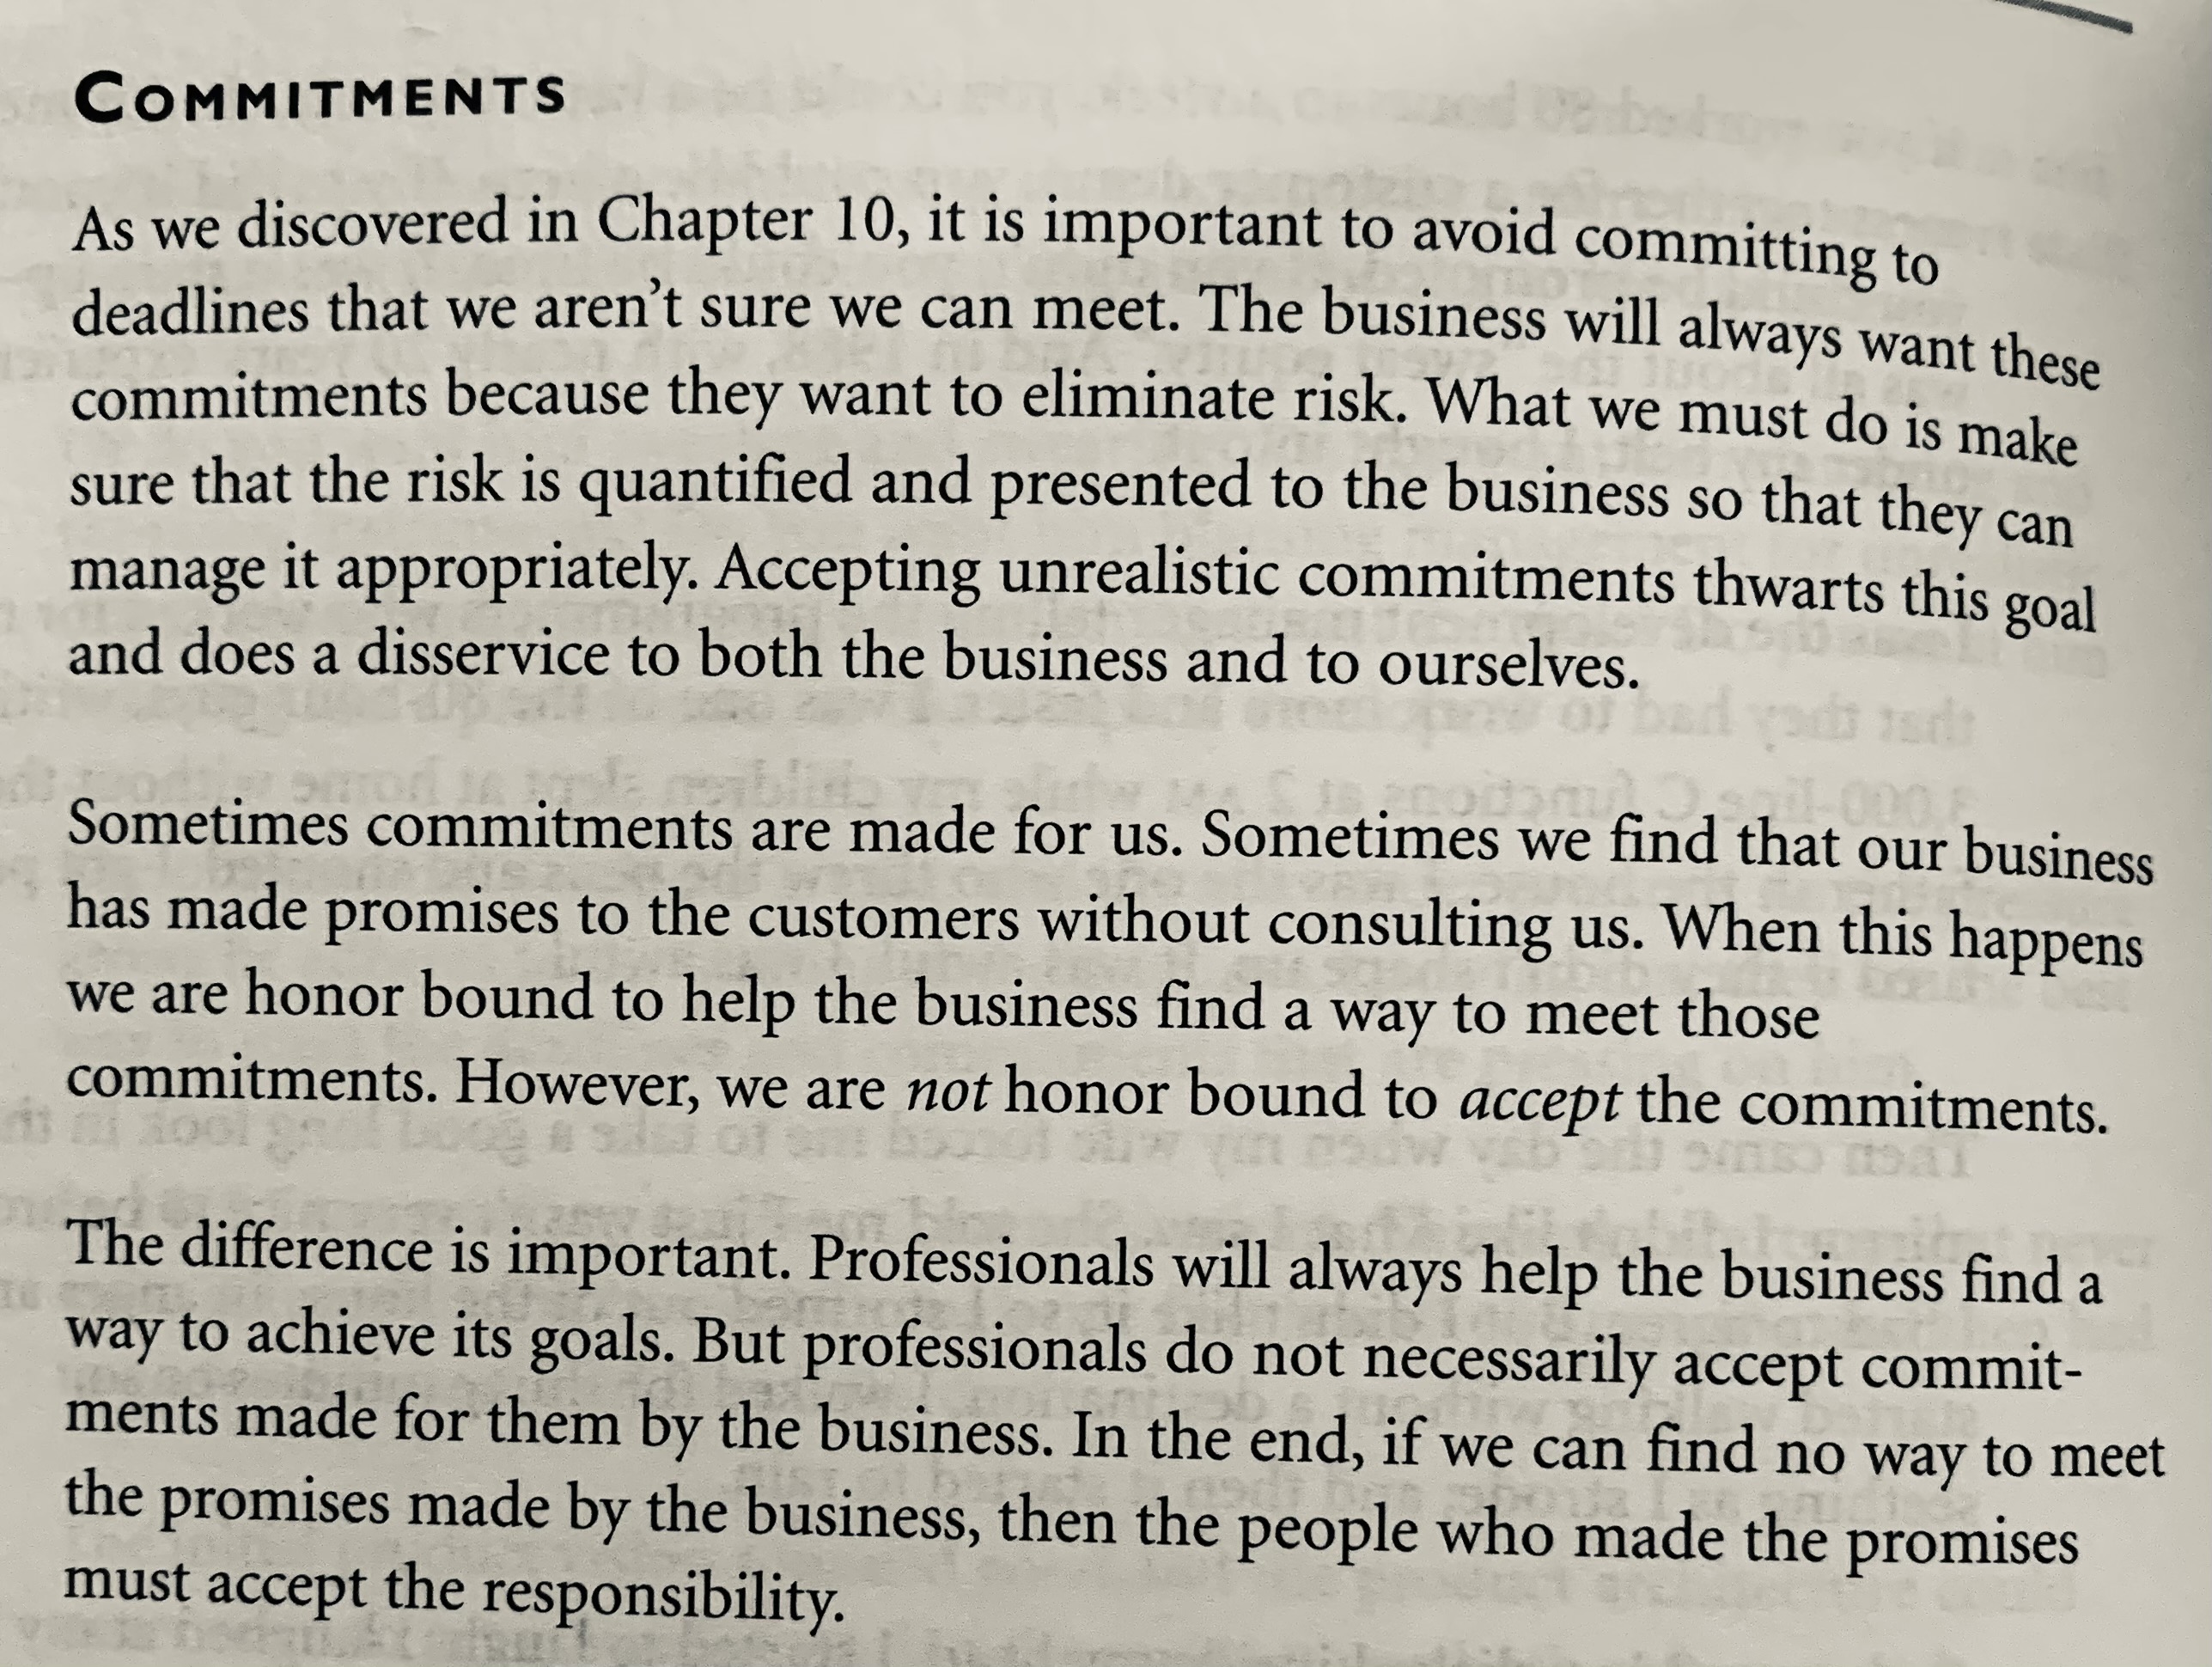 COMMITMENTS
As we discovered in Chapter 10, it is important to avoid committing to
deadlines that we aren’t sure we can meet. The business will always want these
commitments because they want to eliminate risk. What we must do is make
sure that the risk is quantified and presented to the business so that they can
manage it appropriately. Accepting unrealistic commitments thwarts this goal
and does a disservice to both the business and to ourselves.
Sometimes commitments are made for us. Sometimes we find that our business
has made promises to the customers without consulting us. When this happens
we are honor bound to help the business find a way to meet those
commitments. However, we are not honor bound to accept the commitments.
The difference is important. Professionals will always help the business find a
way to achieve its goals. But professionals do not necessarily accept commit-
ments made for them by the business. In the end, if we can find no way to meet
the promises made by the business, then the people who made the promises
must accept the responsibility.